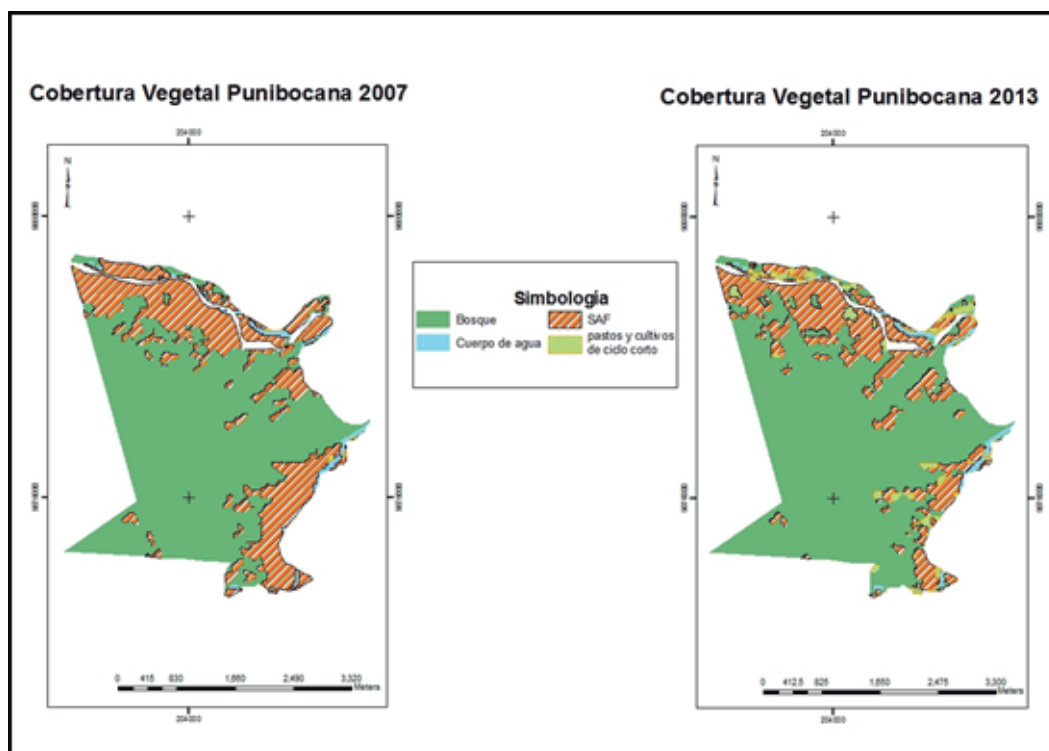 Cobertura Vegetal Punibocana 2007
Cobertura Vegetal Punibocana 2013
N
N
Simbología
Bosque
SAF
Cuerpo de agua
pastos y cultivos
de ciclo corto
0 415 830 1,660 2,490 3,320
Meters
0 412.5 825 1,650 2,475 3,300
Meters